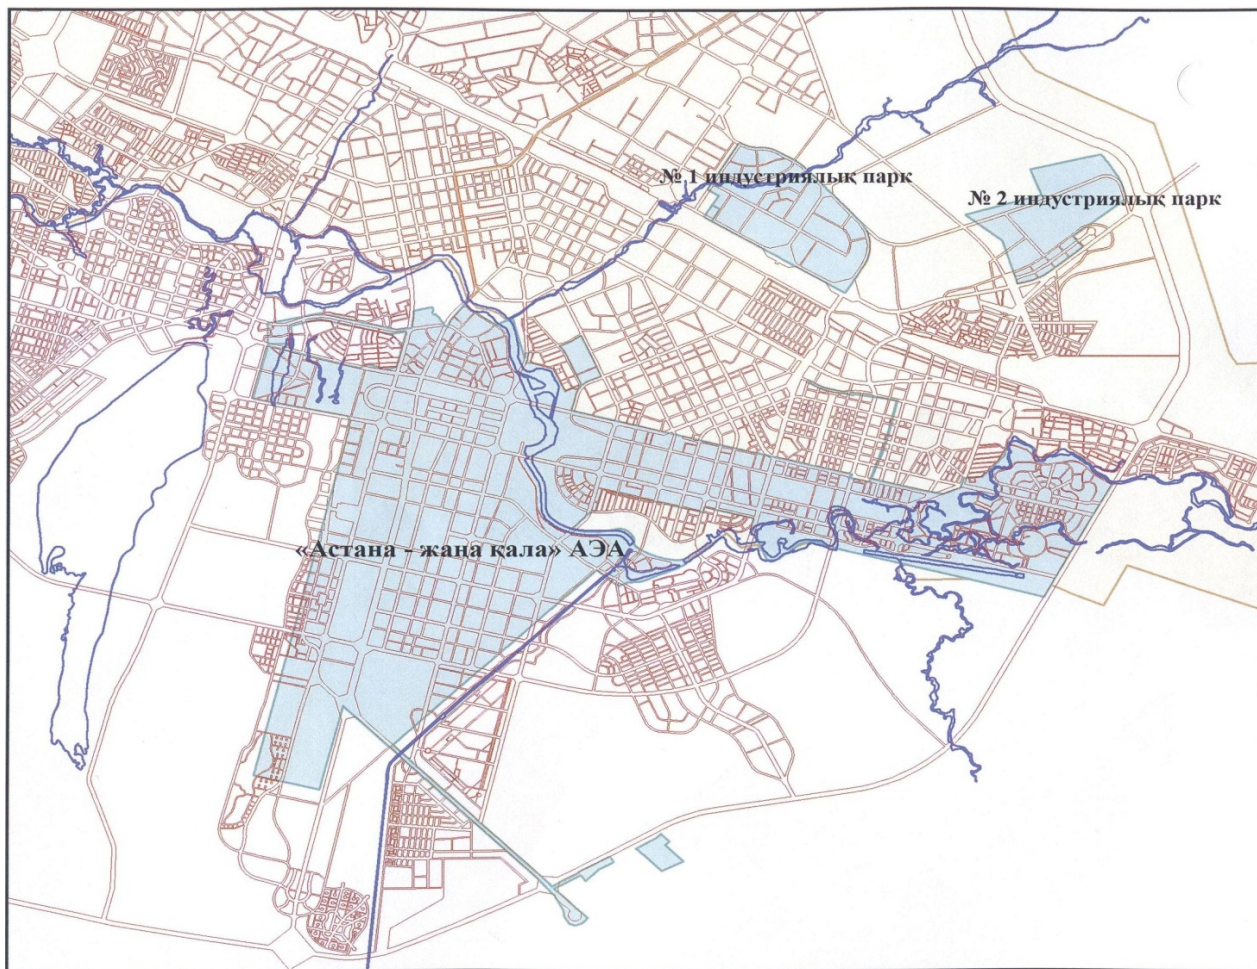 № 1 индустриялық парк
№ 2 индустриялық парк
«Астана - жаңа қала» АЭА